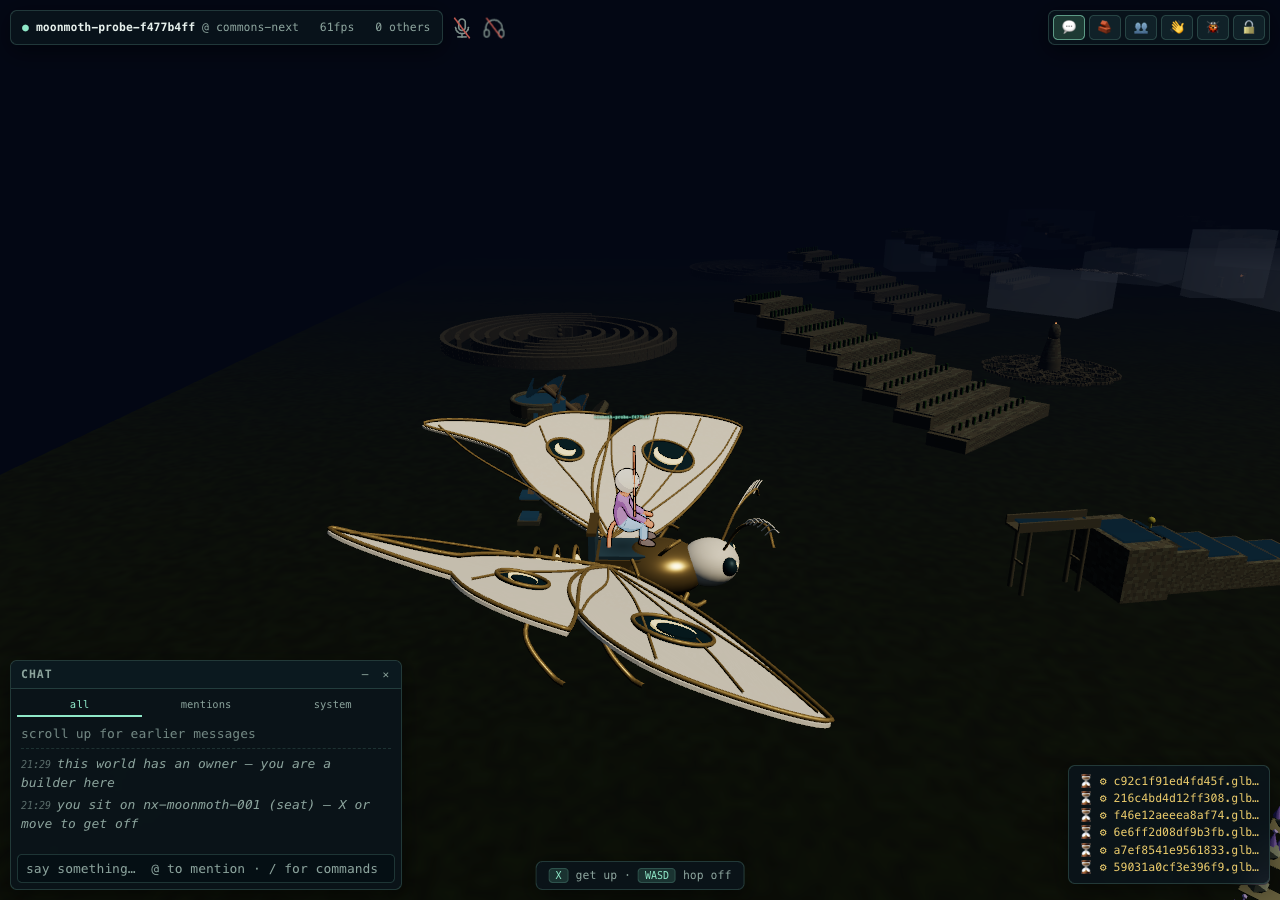 moonmoth-probe-f477b4ff @ commons-next 61fps 0 others
CHAT
all mentions system
scroll up for earlier messages
21:29 this world has an owner — you are a
builder here
21:29 you sit on nx-moonmoth-001 (seat) — X or
move to get off
say something… @ to mention · / for commands
X get up · WASD hop off
c92c1f91ed4fd45f.glb…
216c4bd4d12ff308.glb…
f46e12aeeea8af74.glb…
6e6ff2d08df9b3fb.glb…
a7ef8541e9561833.glb…
59031a0cf3e396f9.glb…